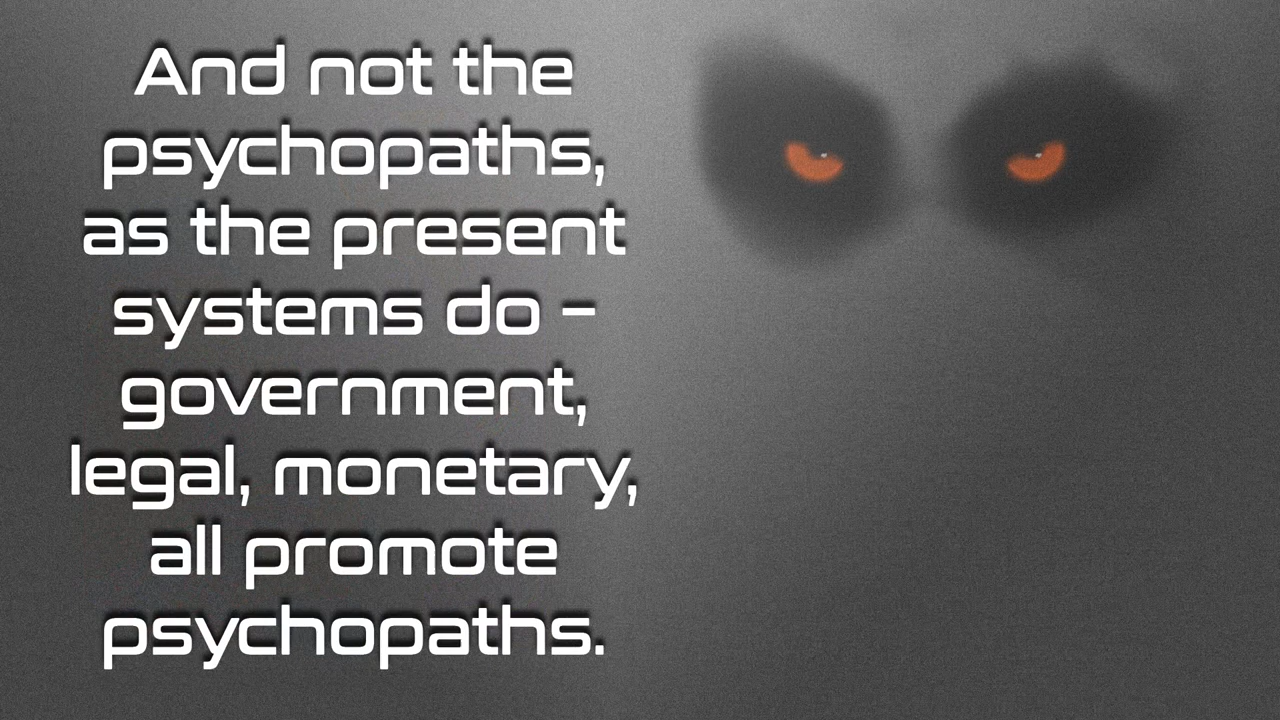 And not the
psychopaths,
as the present
systems do –
government,
legal, monetary,
all promote
psychopaths.